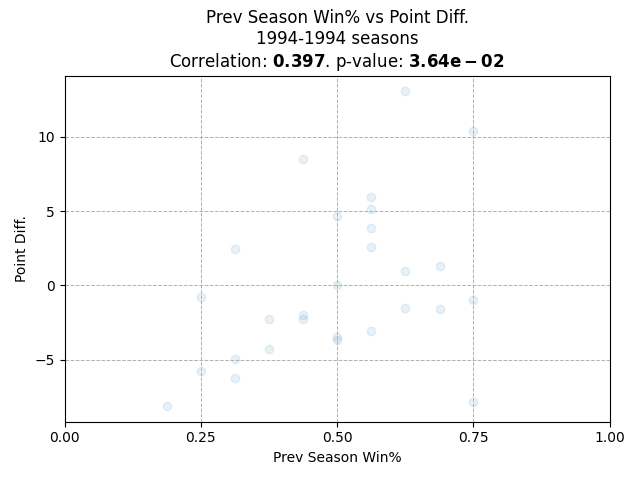 Prev Season Win% vs Point Diff.
1994-1994 seasons
Correlation: 0.397. p-value: 3.64e − 02
10
5
0
−5
Point Diff.
0.00 0.25 0.50 0.75 1.00
Prev Season Win%